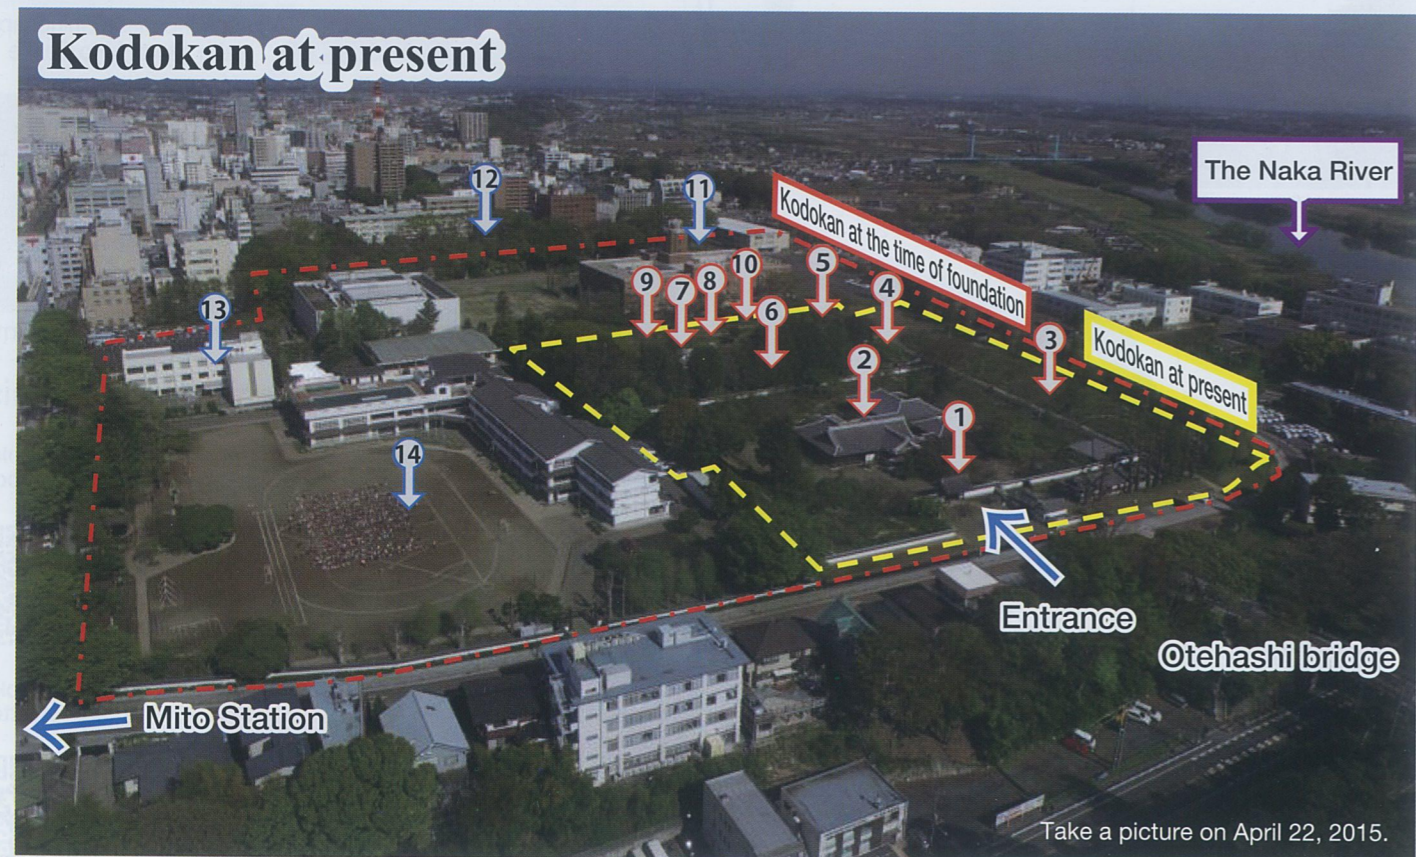 Kodokan at present
The Naka River
12
11
Kodokan at the time of foundation
10
5
9
7
8
4
6
13
3
Kodokan at present
2
1
14
Entrance
Otehashi bridge
Mito Station
Take a picture on April 22, 2015.